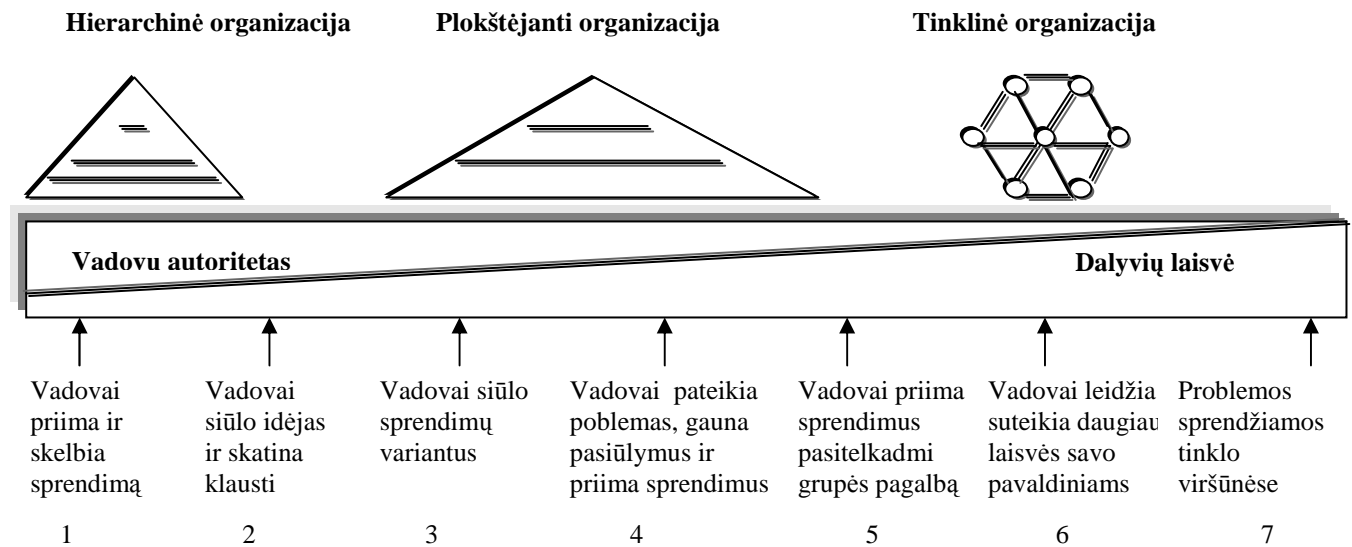 Hierarchinė organizacija
Plokštėjanti organizacija
Tinklinė organizacija
Vadovu autoritetas
Dalyvių laisvė
Vadovai
priima ir
skelbia
sprendimą
Vadovai
siūlo idėjas
ir skatina
klausti
Vadovai siūlo
sprendimų
variantus
Vadovai pateikia
poblemas, gauna
pasiūlymus ir
priima sprendimus
Vadovai priima
sprendimus
pasitelkadmi
grupės pagalbą
Vadovai leidžia
suteikia daugiau
laisvės savo
pavaldiniams
Problemos
sprendžiamos
tinklo
viršūnėse
1
2
3
4
5
6
7